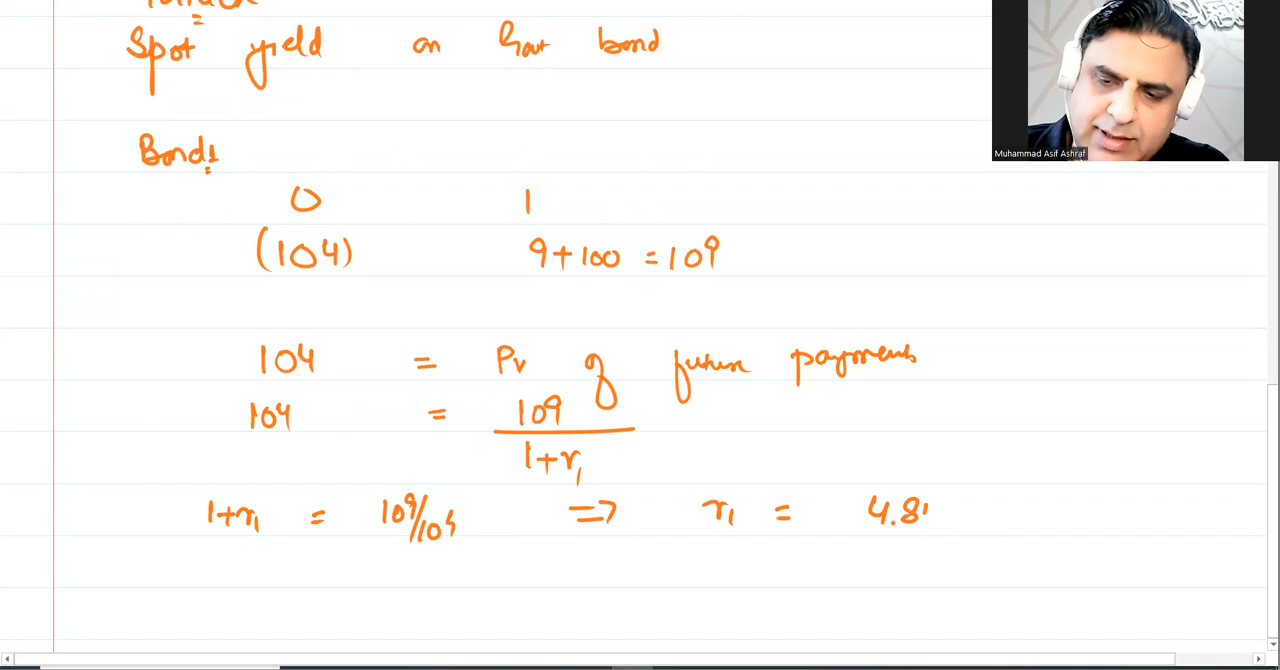 Spot yield on Govt bond
Muhammad Asif Ashraf
Bond 1
0 1
(104) 9+100 =109
104 = Pv of future payments
104 = 109
1+r₁
1+r₁ = 109/104 => r₁ = 4.81